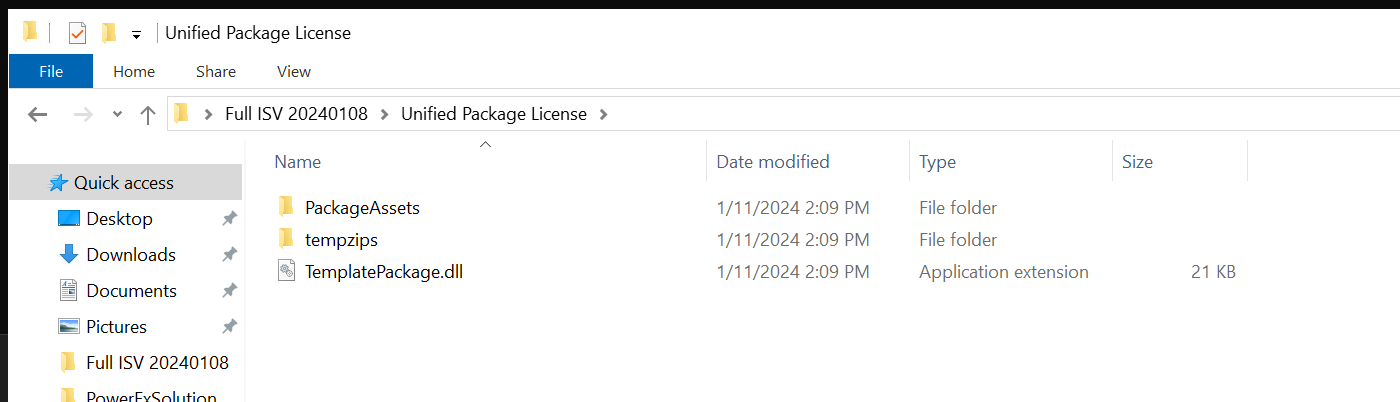 Unified Package License
File Home Share View
Full ISV 20240108 Unified Package License
Name Date modified Type Size
Quick access
Desktop
Downloads
Documents
Pictures
Full ISV 20240108
PowerFxSolution
PackageAssets 1/11/2024 2:09 PM File folder
tempzips 1/11/2024 2:09 PM File folder
TemplatePackage.dll 1/11/2024 2:09 PM Application extension 21 KB